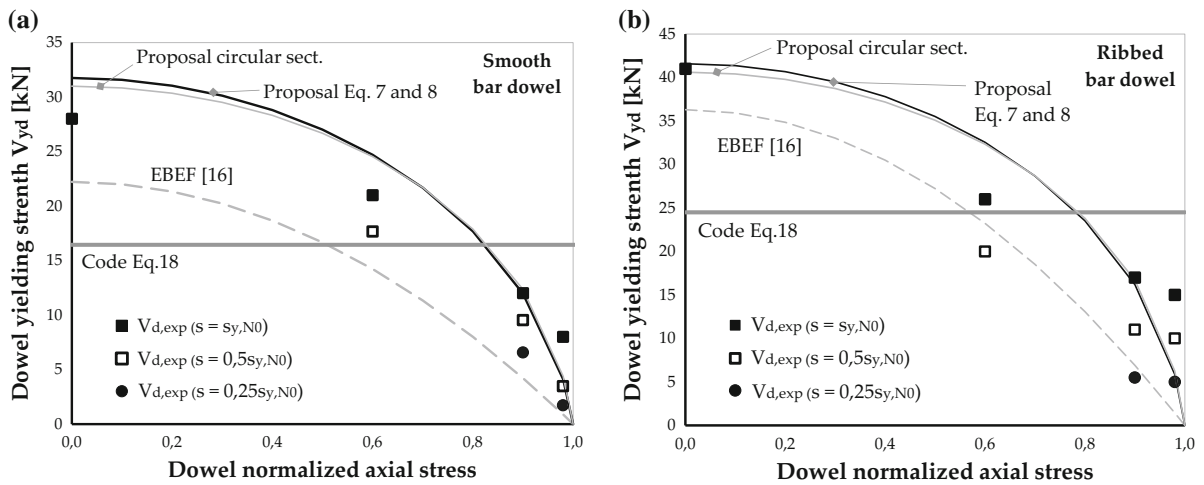 (a)
35
30
25
20
15
10
5
0
Dowel yielding strenth Vyd [kN]
Proposal circular sect.
Smooth
bar dowel
Proposal Eq. 7 and 8
EBEF [16]
Code Eq.18
Vd,exp (s = sy,N0)
Vd,exp (s = 0,5sy,N0)
Vd,exp (s = 0,25sy,N0)
0,0 0,2 0,4 0,6 0,8 1,0
Dowel normalized axial stress
(b)
45
40
35
30
25
20
15
10
5
0
Dowel yielding strenth Vyd [kN]
Proposal circular sect.
Ribbed
bar dowel
Proposal
Eq. 7 and 8
EBEF [16]
Code Eq.18
Vd,exp (s = sy,N0)
Vd,exp (s = 0,5sy,N0)
Vd,exp (s = 0,25sy,N0)
0,0 0,2 0,4 0,6 0,8 1,0
Dowel normalized axial stress